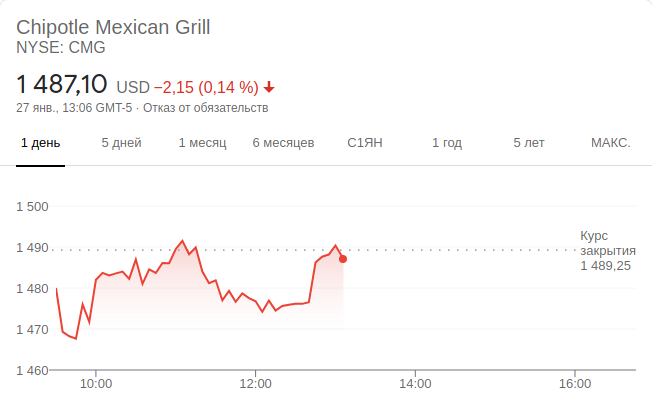 Chipotle Mexican Grill
NYSE: CMG
1 487,10 USD −2,15 (0,14 %)
27 янв., 13:06 GMT-5 · Отказ от обязательств
1 день 5 дней 1 месяц 6 месяцев С1ЯН 1 год 5 лет МАКС.
1 500
1 490
1 480
1 470
1 460
Курс
закрытия
1 489,25
10:00 12:00 14:00 16:00